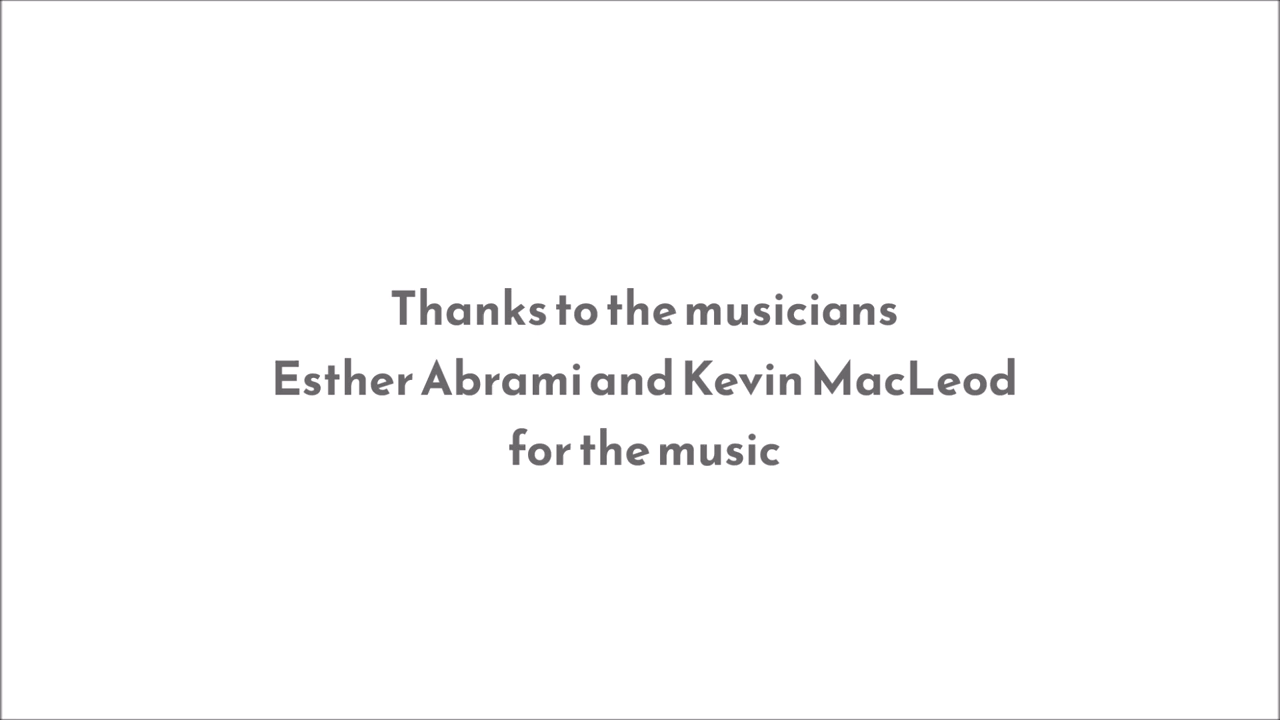 Thanks to the musicians
Esther Abrami and Kevin MacLeod
for the music